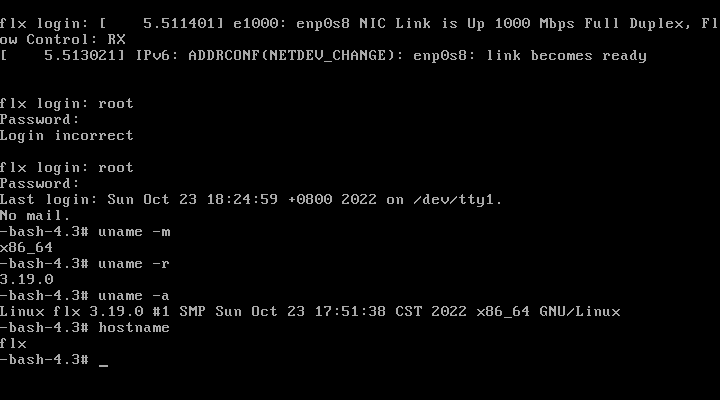 flx login: [    5.511401] e1000: enp0s8 NIC Link is Up 1000 Mbps Full Duplex, Fl
ow Control: RX
[    5.513021] IPv6: ADDRCONF(NETDEV_CHANGE): enp0s8: link becomes ready
flx login: root
Password:
Login incorrect
flx login: root
Password:
Last login: Sun Oct 23 18:24:59 +0800 2022 on /dev/tty1.
No mail.
-bash-4.3# uname -m
x86_64
-bash-4.3# uname -r
3.19.0
-bash-4.3# uname -a
Linux flx 3.19.0 #1 SMP Sun Oct 23 17:51:38 CST 2022 x86_64 GNU/Linux
-bash-4.3# hostname
flx
-bash-4.3# _